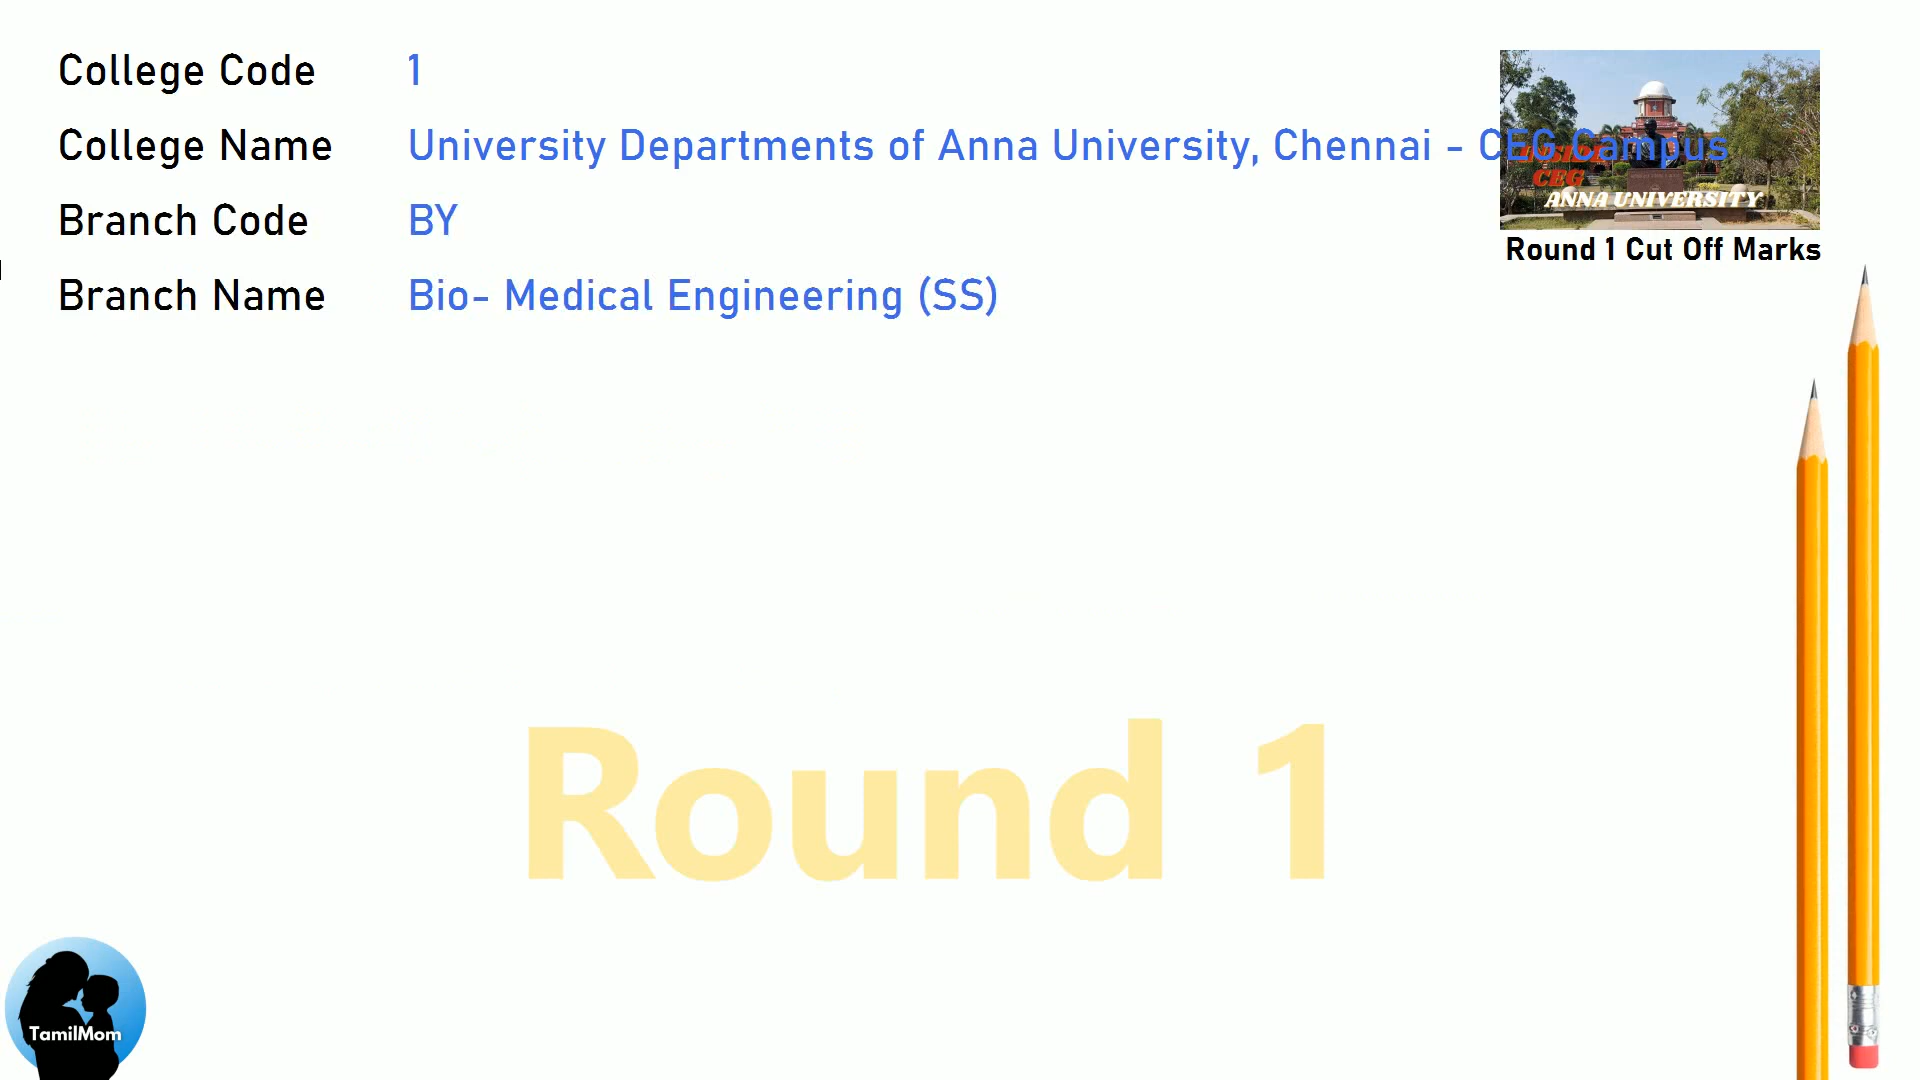 College Code 1
College Name University Departments of Anna University, Chennai - CEG Campus
Branch Code BY
Branch Name Bio- Medical Engineering (SS)
CEG
ANNA UNIVERSITY
Round 1 Cut Off Marks
Round 1
TamilMom